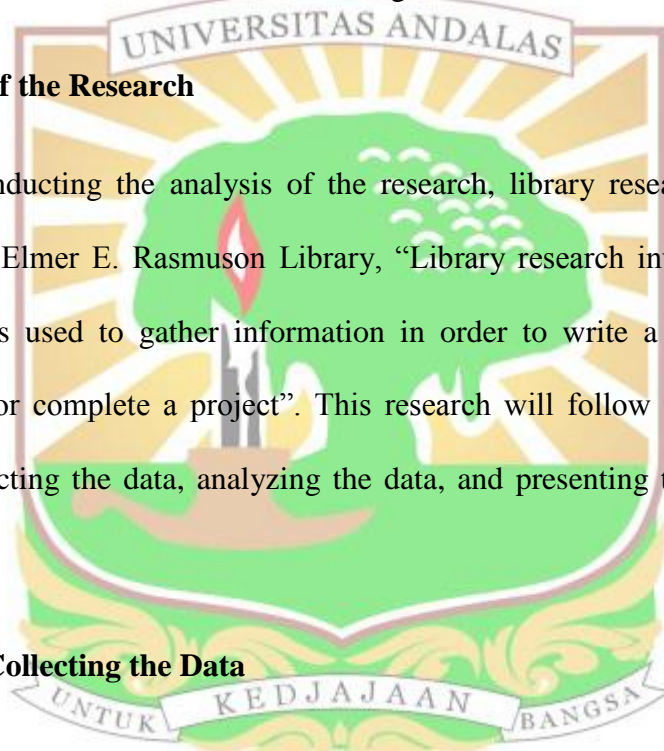 UNIVERSITAS ANDALAS
f the Research
nducting the analysis of the research, library resea
Elmer E. Rasmuson Library, “Library research in
s used to gather information in order to write a
or complete a project”. This research will follow
cting the data, analyzing the data, and presenting t
Collecting the Data
UNTUK KEDJAJAAN BANGSA